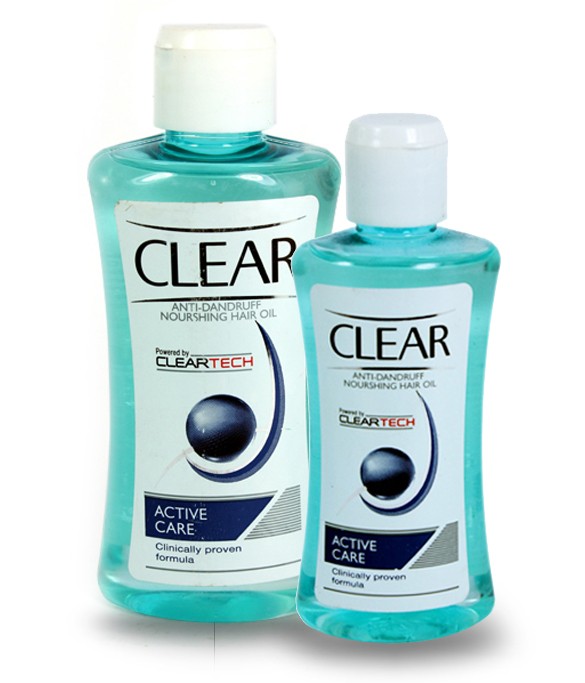 CLEAR
ANTI-DANDRUFF
NOURSHING HAIR OIL
Powered by
CLEARTECH
ACTIVE
CARE
Clinically proven
formula
CLEAR
ANTI-DANDRUFF
NOURSHING HAIR OIL
Powered by
CLEARTECH
ACTIVE
CARE
Clinically proven
formula